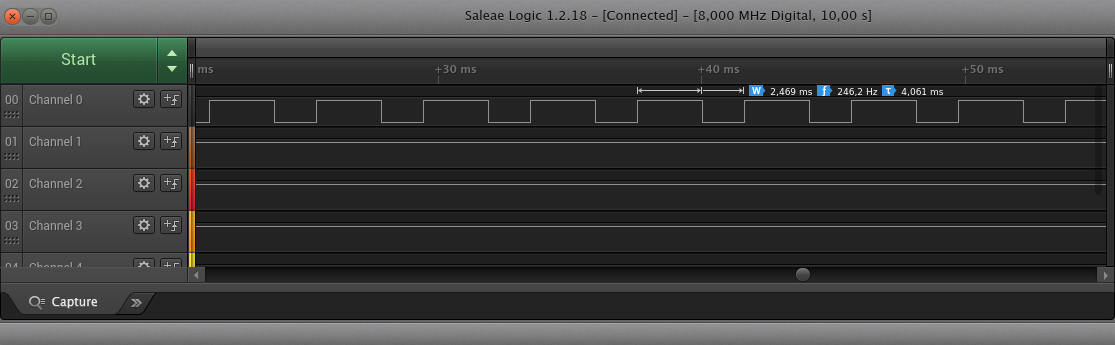 Saleae Logic 1.2.18 – [Connected] – [8,000 MHz Digital, 10,00 s]
Start
ms +30 ms +40 ms +50 ms
00 Channel 0
W 2,469 ms f 246,2 Hz τ 4,061 ms
01 Channel 1
02 Channel 2
03 Channel 3
04 Channel 4
Capture